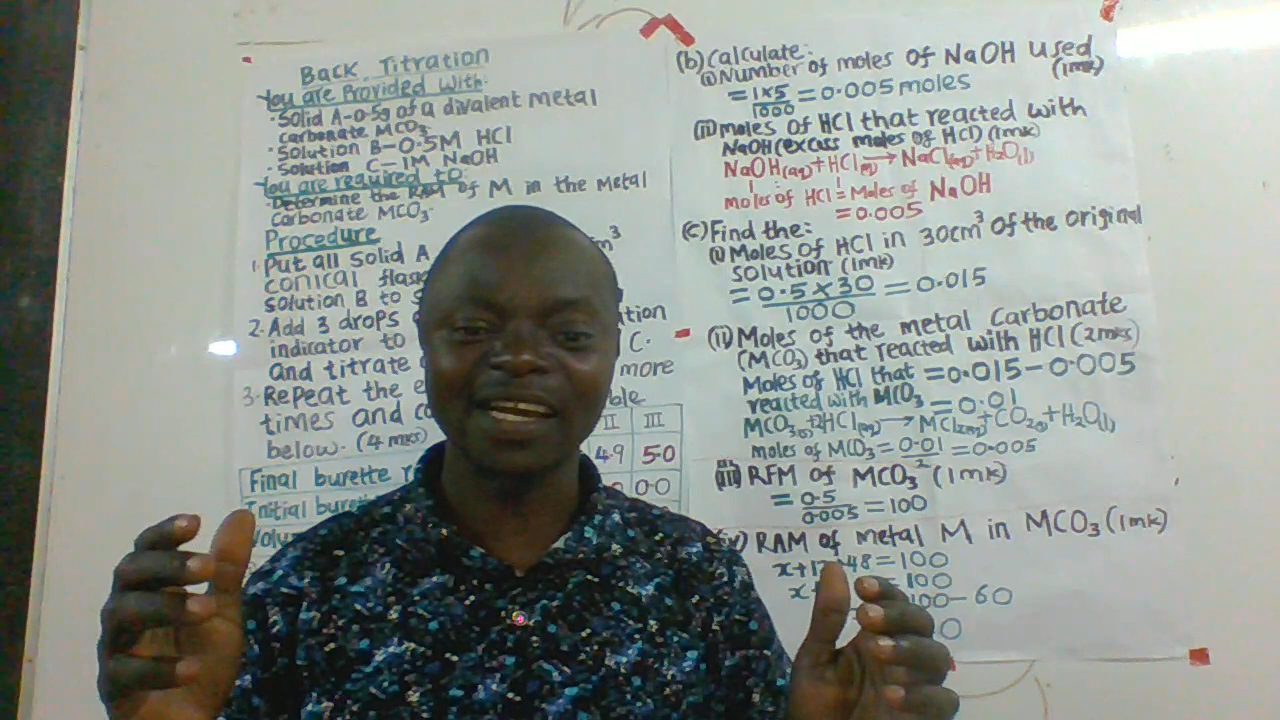 Back Titration
You are Provided with:
• Solid A-0.5g of a divalent metal
carbonate MCO3
• Solution B-0.5M HCl
• Solution C-1M NaOH
You are required to:
Determine the RAM of M in the Metal
Carbonate MCO3.
Procedure
1. Put all solid A
conical flask
solution B to
2. Add 3 drops
indicator to
and titrate
3. Repeat the
times and
below. (4 mks)
cm³
C.
more
II III
Final burette 4.9 5.0
Initial 0.0
(b) Calculate:
(i) Number of moles of NaOH used
(1mk)
= 1x5/1000 = 0.005 moles
(ii) moles of HCl that reacted with
NaOH (excess moles of HCl) (1mk)
NaOH(aq) + HCl(aq) → NaCl(aq) + H2O(l)
1 : 1
moles of HCl = Moles of NaOH
= 0.005
(c) Find the:
(i) Moles of HCl in 30cm³ of the original
solution (1mk)
= 0.5 x 30/1000 = 0.015
(ii) Moles of the metal carbonate
(MCO3) that reacted with HCl (2mks)
Moles of HCl that = 0.015 - 0.005
reacted with MCO3 = 0.01
MCO3(s) + 2HCl(aq) → MCl2(aq) + CO2(g) + H2O(l)
moles of MCO3 = 0.01/2 = 0.005
(iii) RFM of MCO3 (1mk)
= 0.5/0.005 = 100
RAM of metal M in MCO3 (1mk)
48 = 100
= 100
100 - 60